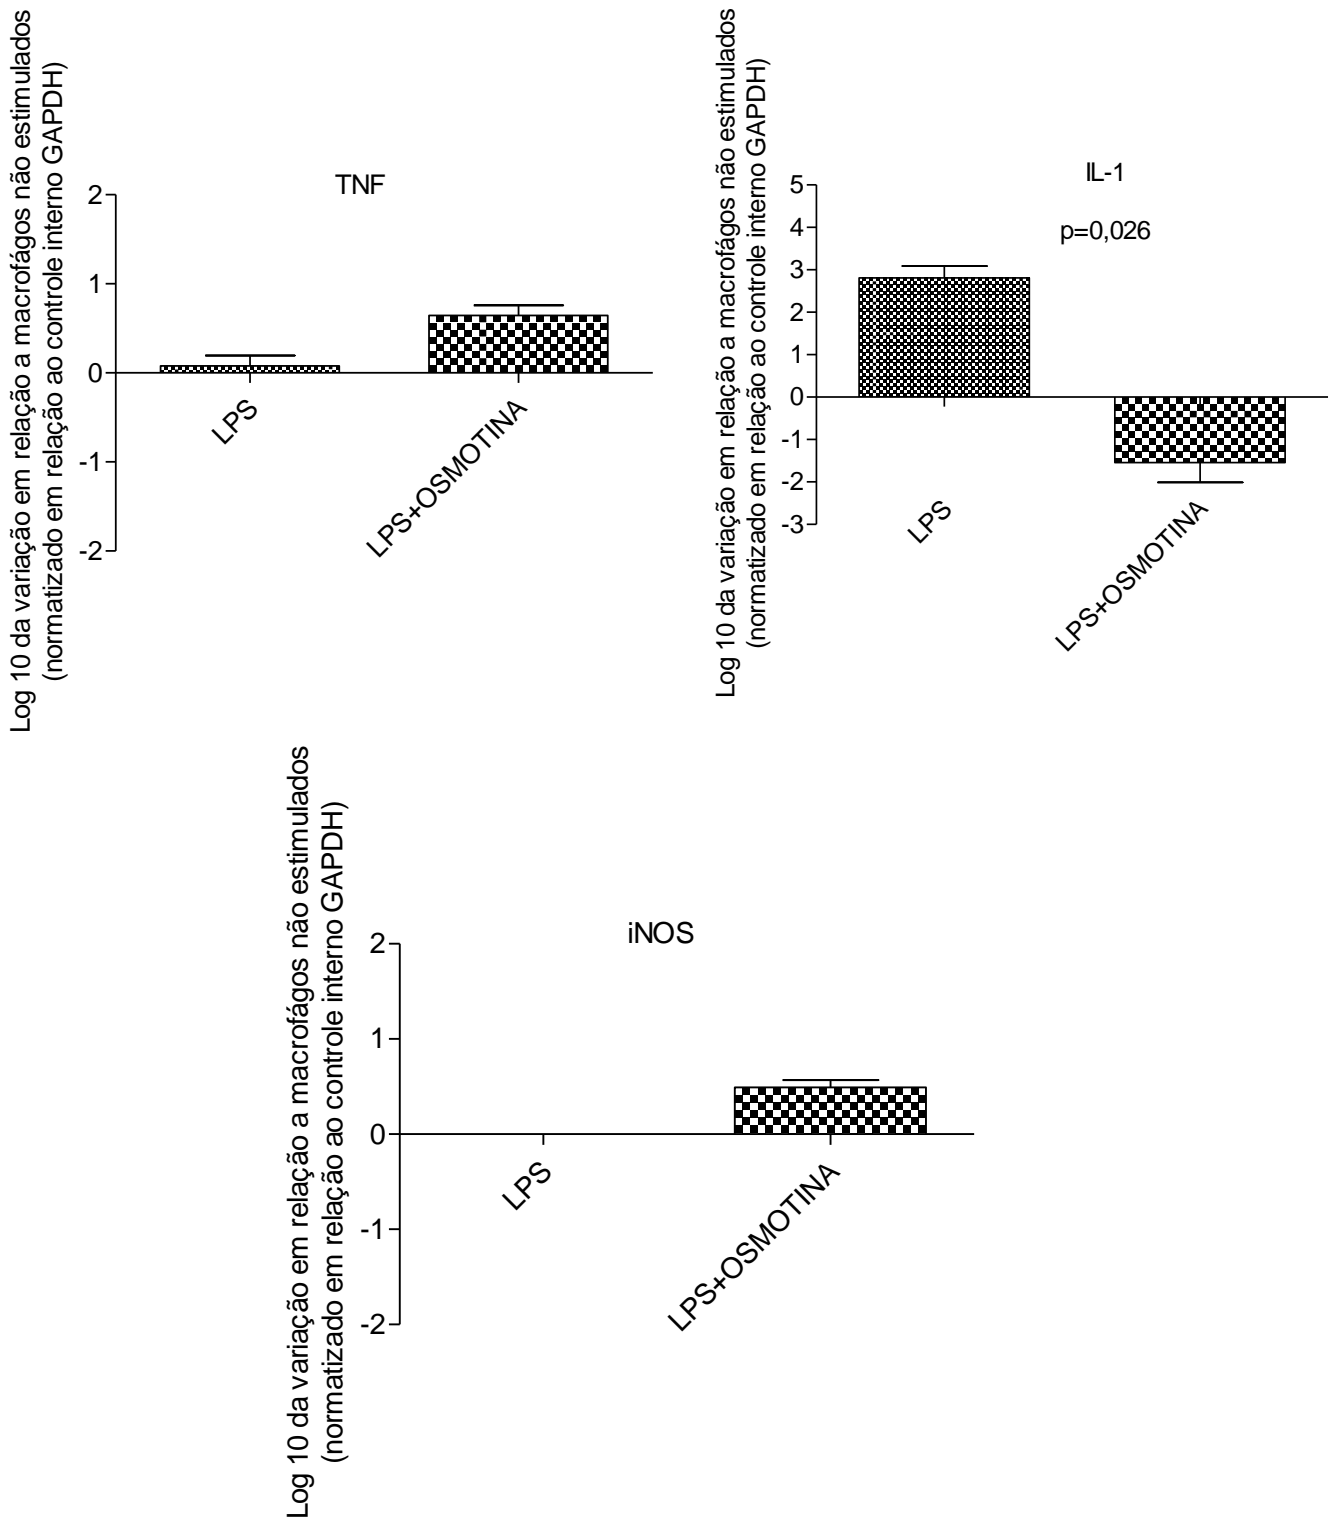 Log 10 da variação em relação a macrofágos não estimulados
(normatizado em relação ao controle interno GAPDH)
TNF
2
1
0
-1
-2
LPS
LPS+OSMOTINA
Log 10 da variação em relação a macrofágos não estimulados
(normatizado em relação ao controle interno GAPDH)
IL-1
p=0,026
5
4
3
2
1
0
-1
-2
-3
LPS
LPS+OSMOTINA
Log 10 da variação em relação a macrofágos não estimulados
(normatizado em relação ao controle interno GAPDH)
iNOS
2
1
0
-1
-2
LPS
LPS+OSMOTINA